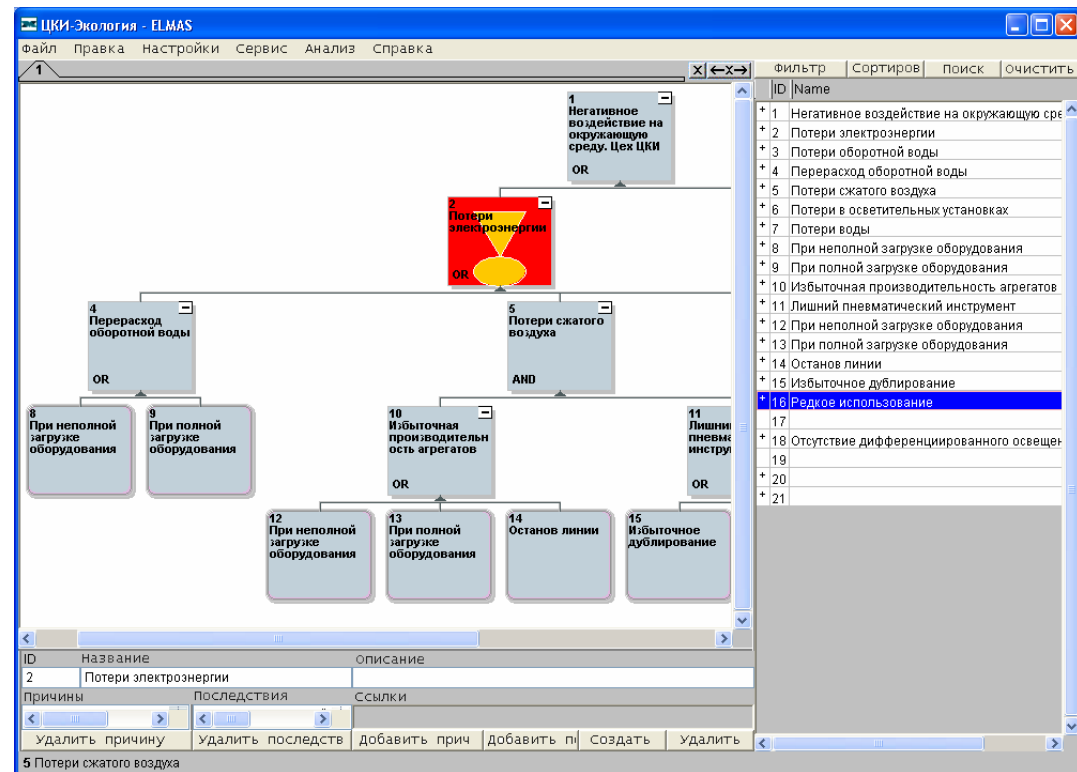 ЦКИ-Экология - ELMAS
Файл Правка Настройки Сервис Анализ Справка
1
X ←X→
Фильтр Сортиров Поиск Очистить
ID Name
1
Негативное
воздействие на
окружающую
среду. Цех ЦКИ
OR
2
Потери
электроэнергии
OR
4
Перерасход
оборотной воды
OR
5
Потери сжатого
воздуха
AND
8
При неполной
загрузке
оборудования
9
При полной
загрузке
оборудования
10
Избыточная
производительн
ость агрегатов
OR
11
Лишни
пневма
инстру
OR
12
При неполной
загрузке
оборудования
13
При полной
загрузке
оборудования
14
Останов линии
15
Избыточное
дублирование
+ 1 Негативное воздействие на окружающую сре
+ 2 Потери электроэнергии
+ 3 Потери оборотной воды
+ 4 Перерасход оборотной воды
+ 5 Потери сжатого воздуха
+ 6 Потери в осветительных установках
+ 7 Потери воды
+ 8 При неполной загрузке оборудования
+ 9 При полной загрузке оборудования
+ 10 Избыточная производительность агрегатов
+ 11 Лишний пневматический инструмент
+ 12 При неполной загрузке оборудования
+ 13 При полной загрузке оборудования
+ 14 Останов линии
+ 15 Избыточное дублирование
+ 16 Редкое использование
17
+ 18 Отсутствие дифференциированного освещен
19
+ 20
+ 21
ID Название Описание
2 Потери электроэнергии
Причины Последствия Ссылки
Удалить причину Удалить последств Добавить прич Добавить п Создать Удалить
5 Потери сжатого воздуха